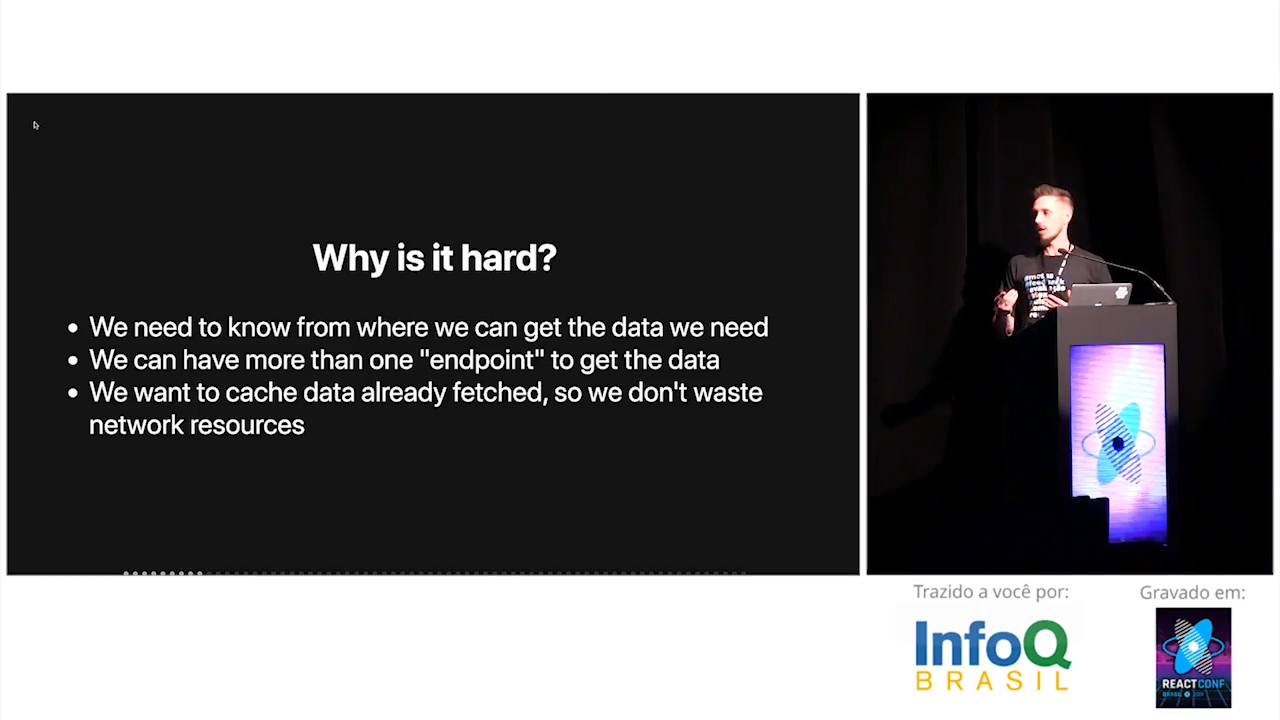 Why is it hard?
We need to know from where we can get the data we need
We can have more than one "endpoint" to get the data
We want to cache data already fetched, so we don't waste
network resources
Trazido a você por:
InfoQ
BRASIL
Gravado em:
REACTCONF
BRASIL 2019